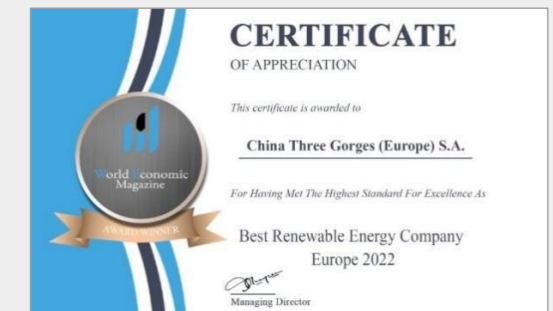 CERTIFICATE
OF APPRECIATION
This certificate is awarded to
China Three Gorges (Europe) S.A.
World Economic
Magazine
For Having Met The Highest Standard For Excellence As
AWARD WINNER
Best Renewable Energy Company
Europe 2022
Managing Director